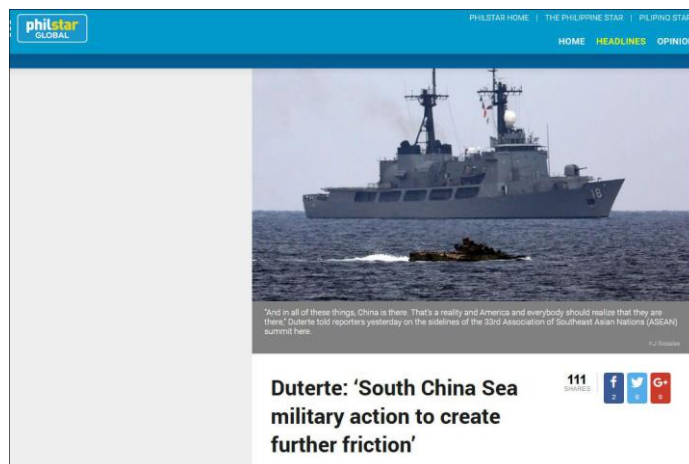 philstar
GLOBAL
PHILSTAR HOME | THE PHILIPPINE STAR | PILIPINO STAR
HOME HEADLINES OPINION
18
"And in all of these things, China is there. That's a reality and America and everybody should realize that they are
there," Duterte told reporters yesterday on the sidelines of the 33rd Association of Southeast Asian Nations (ASEAN)
summit here.
Duterte: ‘South China Sea
military action to create
further friction’
111
SHARES
f
G+
2